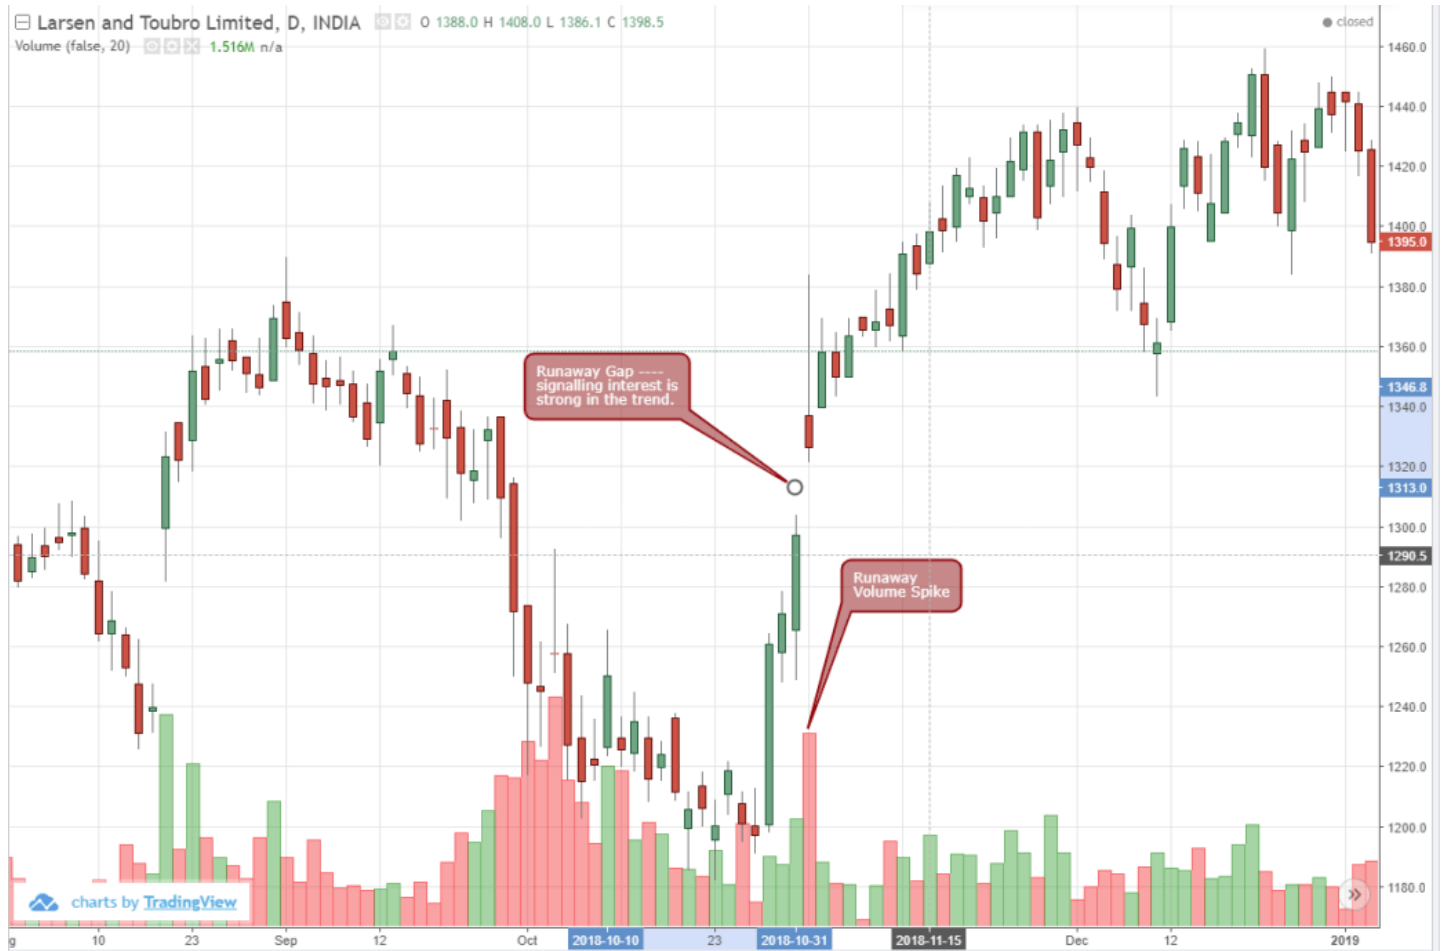 Larsen and Toubro Limited, D, INDIA O 1388.0 H 1408.0 L 1386.1 C 1398.5
closed
Volume (false, 20) 1.516M n/a
1460.0
1440.0
1420.0
1400.0
1395.0
1380.0
1360.0
1346.8
1340.0
1320.0
1313.0
1300.0
1290.5
1280.0
1260.0
1240.0
1220.0
1200.0
1180.0
Runaway Gap ----
signalling interest is
strong in the trend.
Runaway
Volume Spike
charts by TradingView
g 10 23 Sep 12 Oct 2018-10-10 23 2018-10-31 2018-11-15 Dec 12 2019